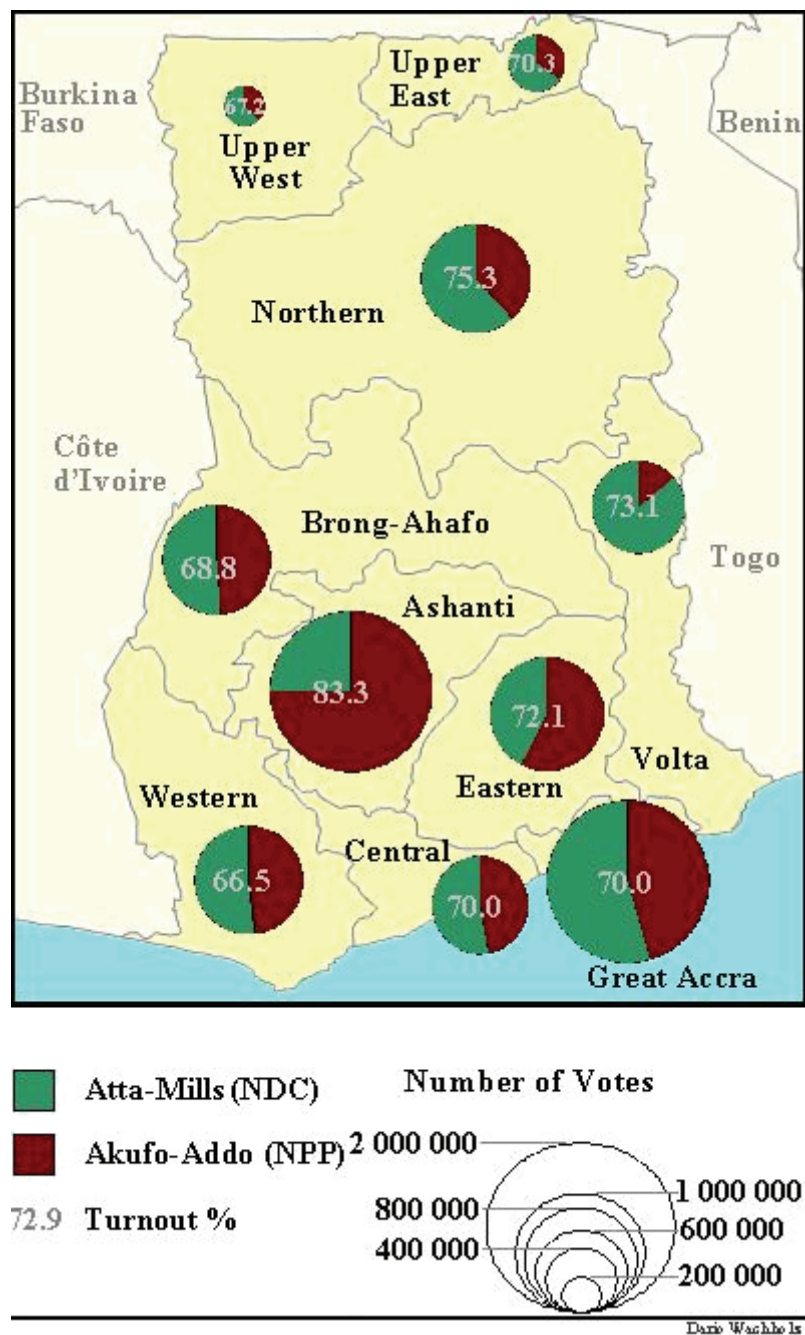 Upper
East
70.3
Burkina
Faso
67.2
Benin
Upper
West
75.3
Northern
Côte
d'Ivoire
73.1
Brong-Ahafo
68.8
Togo
Ashanti
83.3
72.1
Volta
Eastern
Western
Central
66.5
70.0
70.0
Great Accra
Atta-Mills (NDC)
Number of Votes
Akufo-Addo (NPP)
2 000 000
1 000 000
800 000
72.9 Turnout %
600 000
400 000
200 000
Dario Wachholz